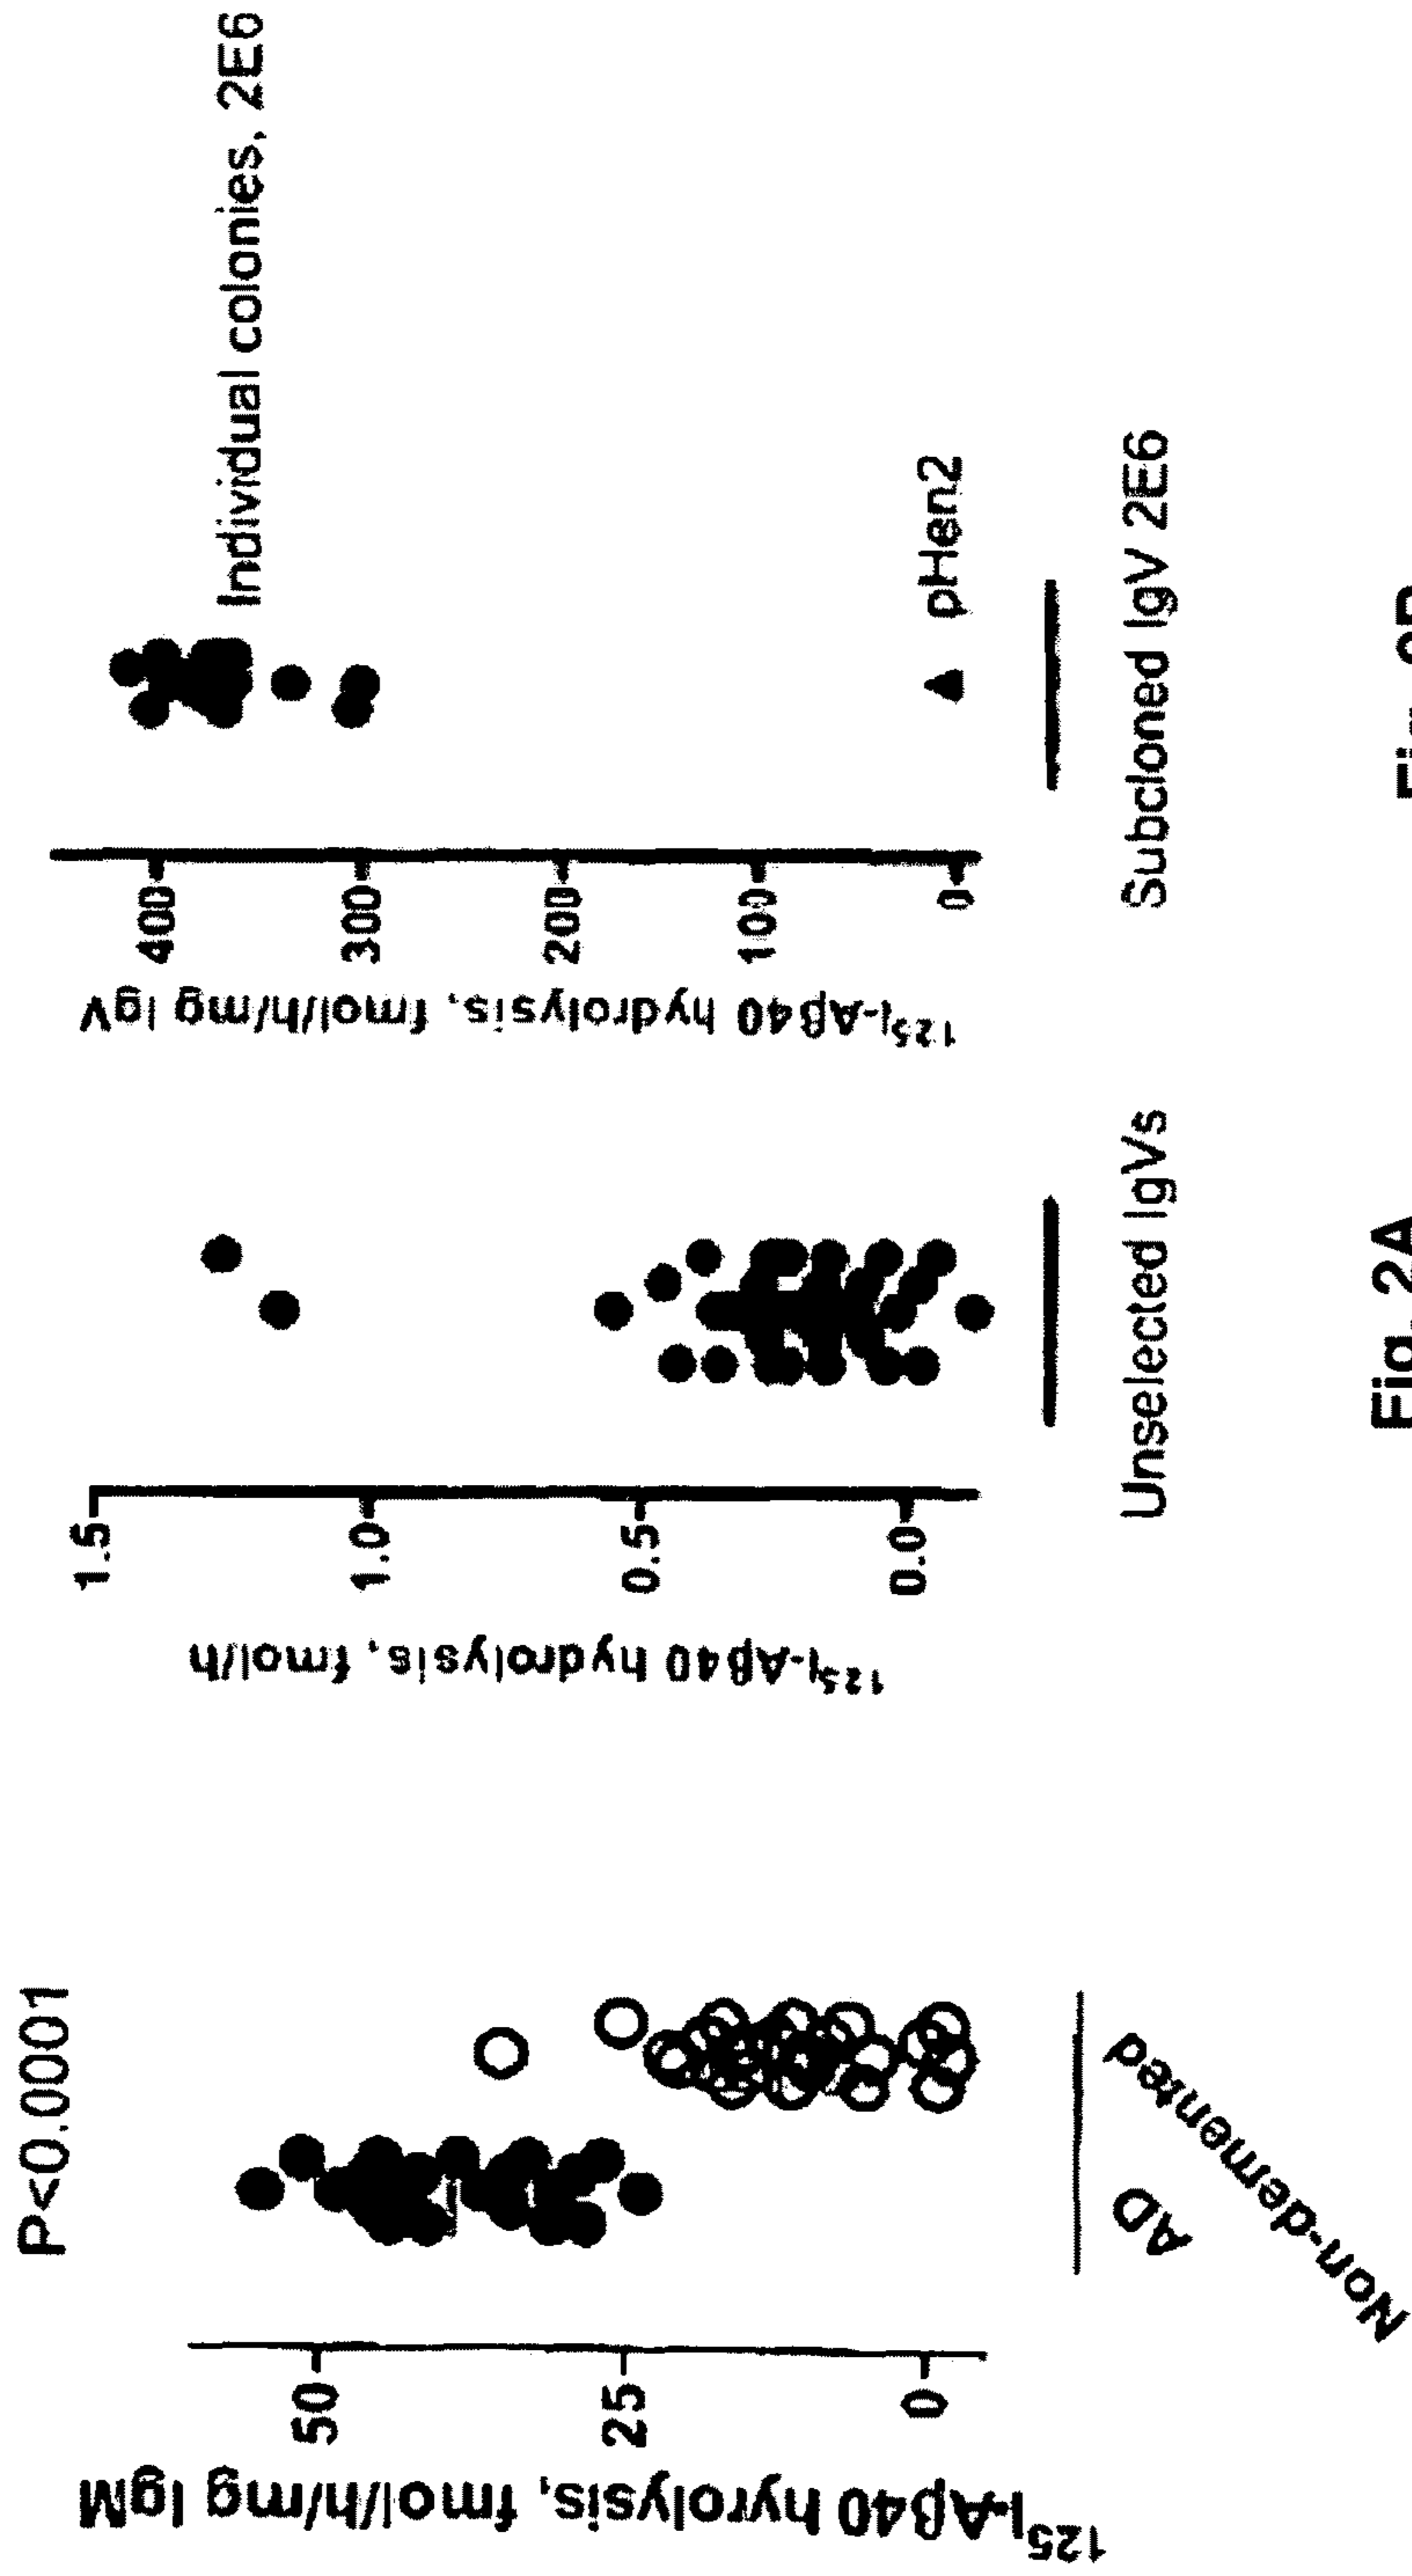 P<0.0001
125I-Aβ40 hyrolysis, fmol/h/mg IgM
50
25
0
AD
Non-demented
125I-Aβ40 hydrolysis, fmol/h
1.5
1.0
0.5
0.0
Unselected IgVs
Fig. 2A
125I-Aβ40 hydrolysis, fmol/h/mg IgV
400
300
200
100
0
Individual colonies, 2E6
pHen2
Subcloned IgV 2E6
Fig.